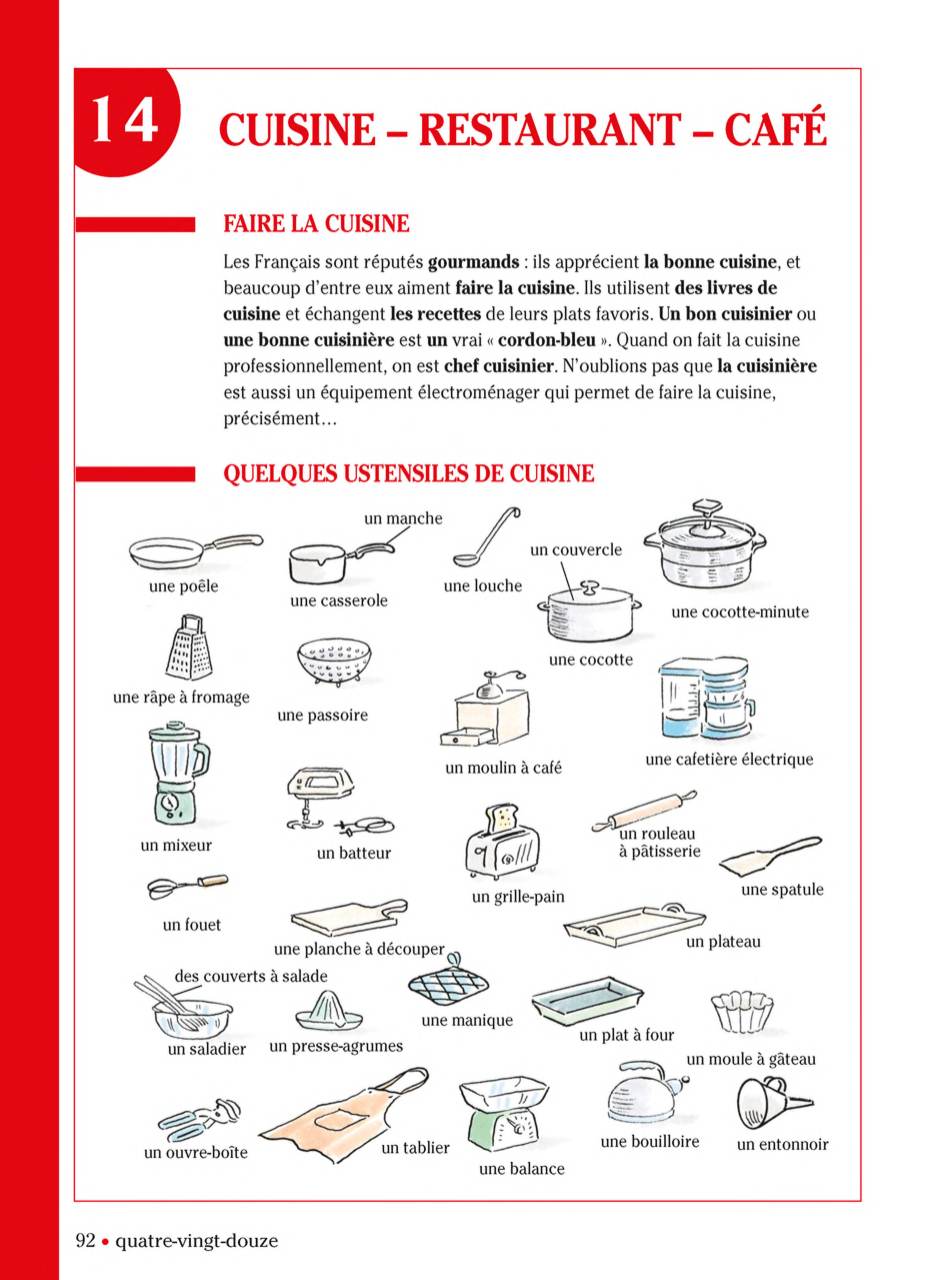 14
CUISINE – RESTAURANT – CAFÉ
FAIRE LA CUISINE
Les Français sont réputés gourmands : ils apprécient la bonne cuisine, et
beaucoup d’entre eux aiment faire la cuisine. Ils utilisent des livres de
cuisine et échangent les recettes de leurs plats favoris. Un bon cuisinier ou
une bonne cuisinière est un vrai « cordon-bleu ». Quand on fait la cuisine
professionnellement, on est chef cuisinier. N’oublions pas que la cuisinière
est aussi un équipement électroménager qui permet de faire la cuisine,
précisément…
QUELQUES USTENSILES DE CUISINE
un manche
un couvercle
une poêle
une casserole
une louche
une cocotte-minute
une cocotte
une râpe à fromage
une passoire
un moulin à café
une cafetière électrique
un mixeur
un batteur
un rouleau
à pâtisserie
un grille-pain
une spatule
un fouet
une planche à découper
un plateau
des couverts à salade
une manique
un plat à four
un saladier
un presse-agrumes
un moule à gâteau
un ouvre-boîte
un tablier
une balance
une bouilloire
un entonnoir
92 • quatre-vingt-douze